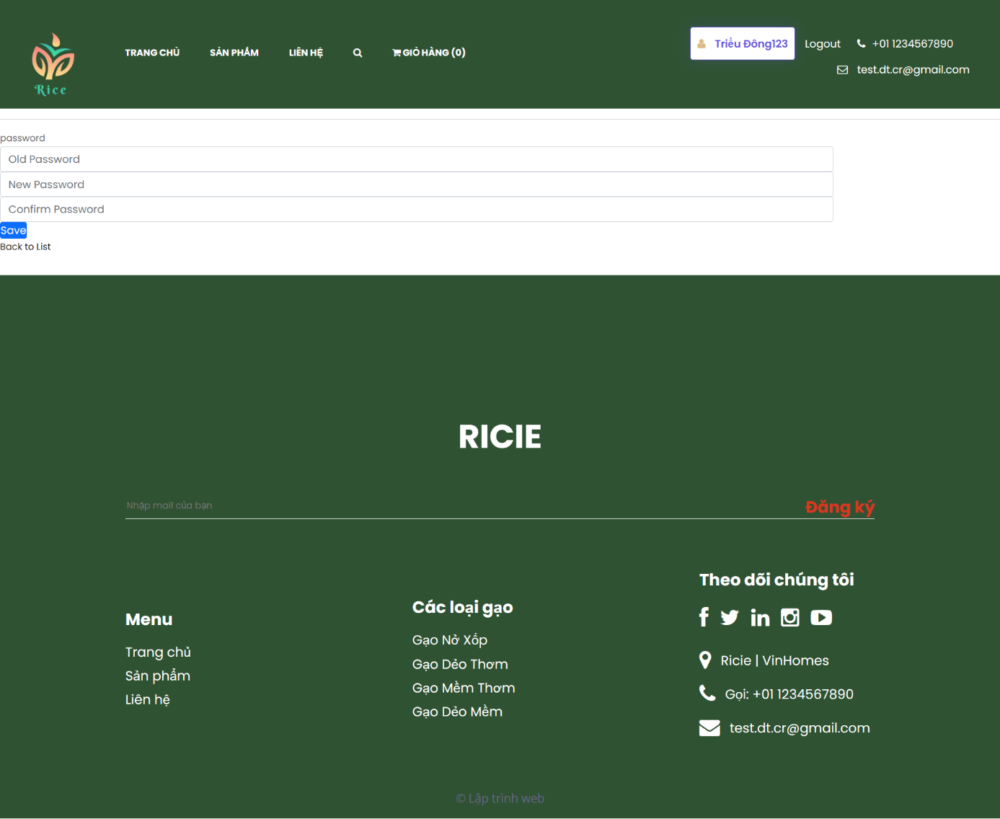 Rice
TRANG CHỦ SẢN PHẨM LIÊN HỆ GIỎ HÀNG (0)
Triều Đông123 Logout +01 1234567890
test.dt.cr@gmail.com
password
Old Password
New Password
Confirm Password
Save
Back to List
RICIE
Nhập mail của bạn Đăng ký
Menu
Trang chủ
Sản phẩm
Liên hệ
Các loại gạo
Gạo Nở Xốp
Gạo Dẻo Thơm
Gạo Mềm Thơm
Gạo Dẻo Mềm
Theo dõi chúng tôi
Ricie | VinHomes
Gọi: +01 1234567890
test.dt.cr@gmail.com
© Lập trình web